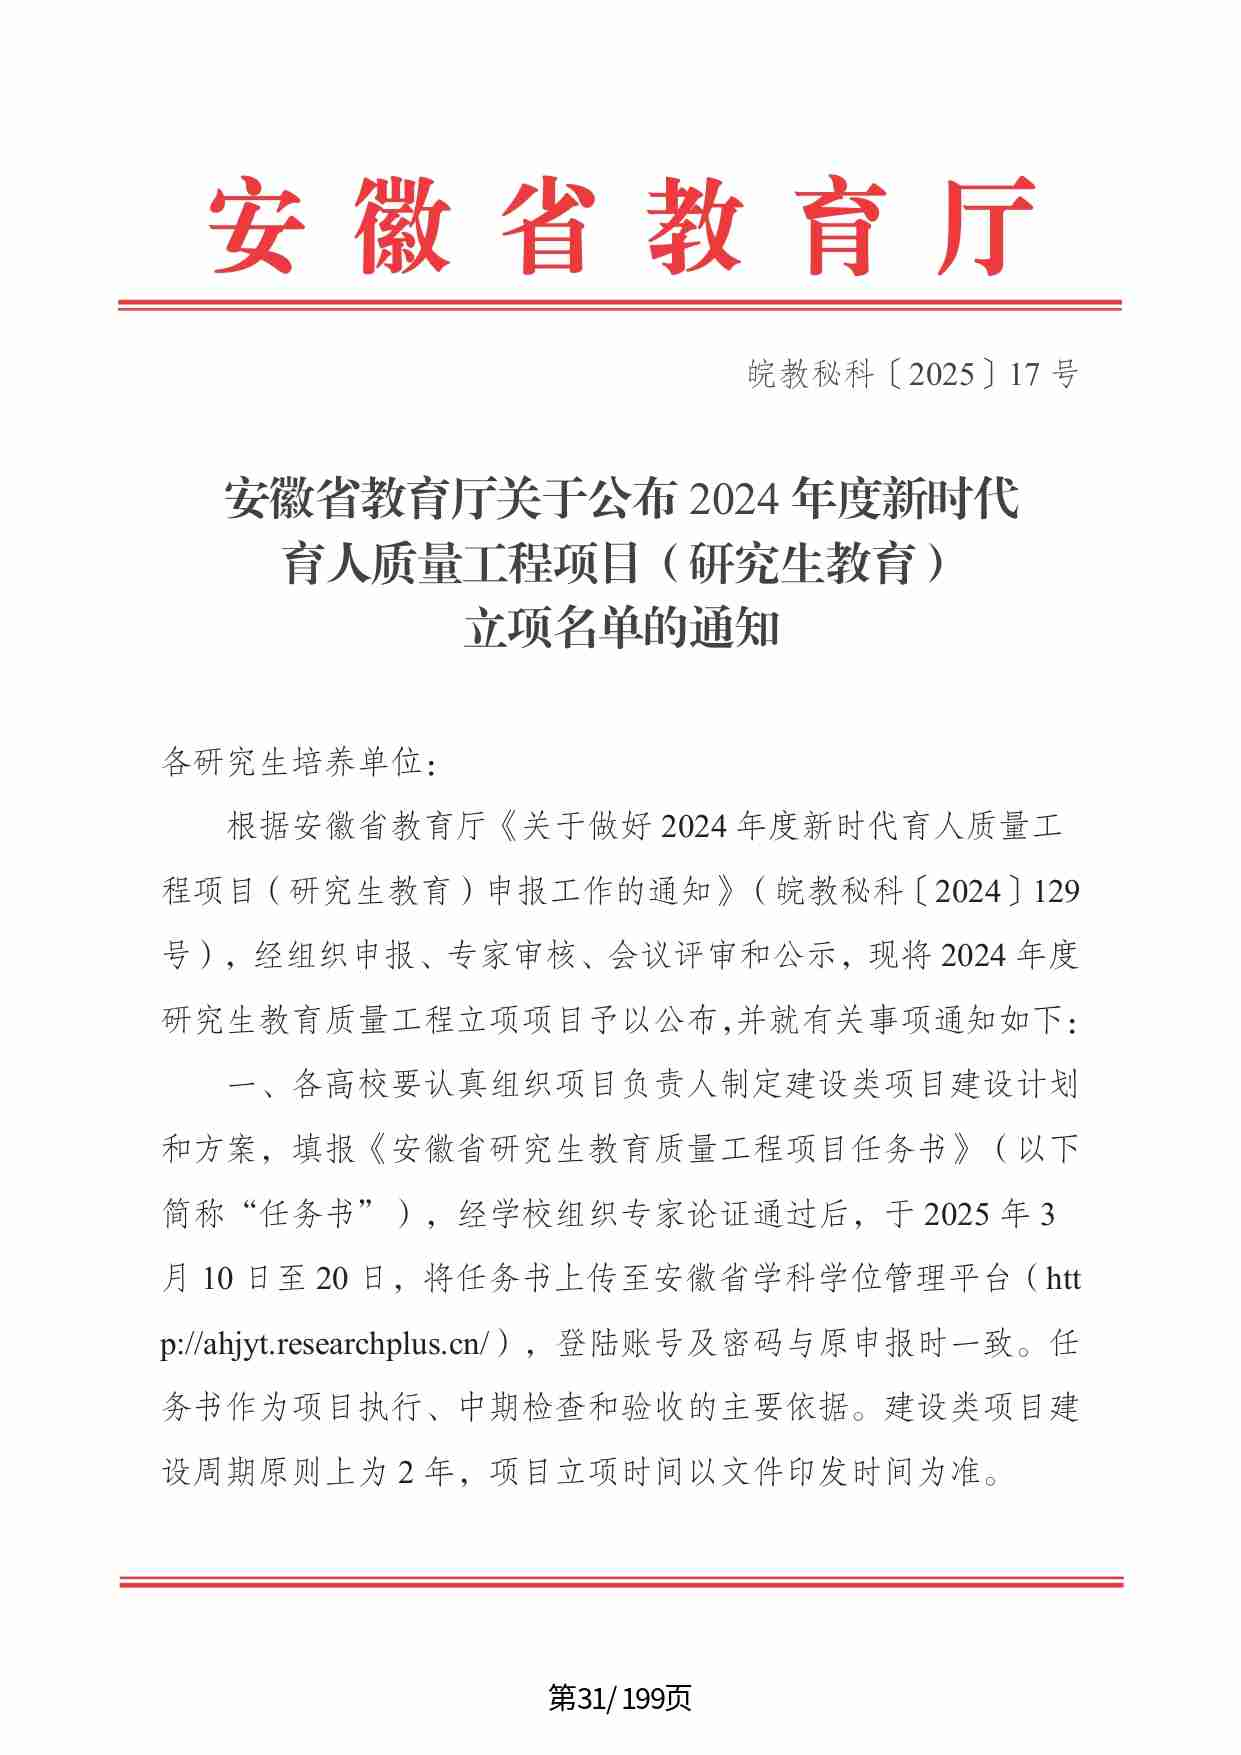 安徽省教育厅
皖教秘科〔2025〕17 号
安徽省教育厅关于公布 2024 年度新时代
育人质量工程项目（研究生教育）
立项名单的通知
各研究生培养单位：
根据安徽省教育厅《关于做好 2024 年度新时代育人质量工
程项目（研究生教育）申报工作的通知》（皖教秘科〔2024〕129
号），经组织申报、专家审核、会议评审和公示，现将 2024 年度
研究生教育质量工程立项项目予以公布，并就有关事项通知如下：
一、各高校要认真组织项目负责人制定建设类项目建设计划
和方案，填报《安徽省研究生教育质量工程项目任务书》（以下
简称“任务书”），经学校组织专家论证通过后，于 2025 年 3
月 10 日至 20 日，将任务书上传至安徽省学科学位管理平台（htt
p://ahjyt.researchplus.cn/），登陆账号及密码与原申报时一致。任
务书作为项目执行、中期检查和验收的主要依据。建设类项目建
设周期原则上为 2 年，项目立项时间以文件印发时间为准。
第31/ 199页